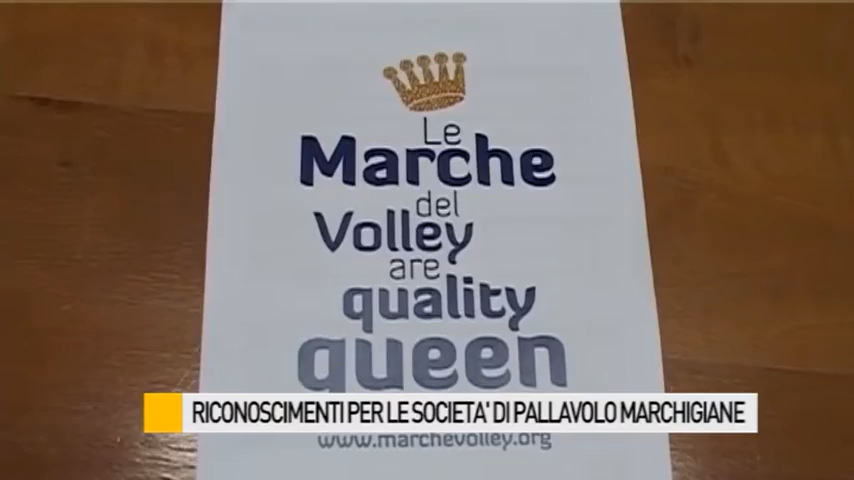 Le
Marche
del
Volley
are
quality
queen
RICONOSCIMENTI PER LE SOCIETA' DI PALLAVOLO MARCHIGIANE
www.marchevolley.org